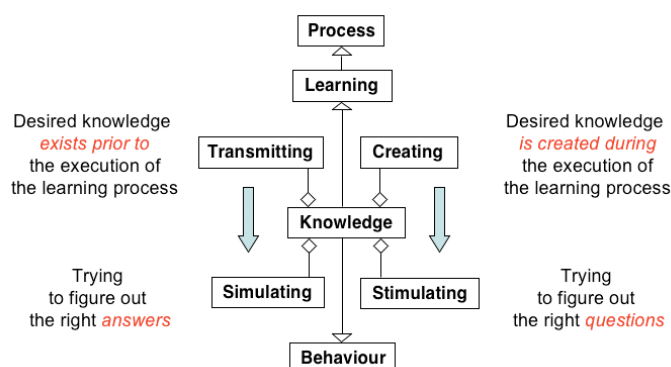 Process
Learning
Desired knowledge
exists prior to
the execution of
the learning process
Transmitting
Creating
Desired knowledge
is created during
the execution of
the learning process
Knowledge
Trying
to figure out
the right answers
Simulating
Stimulating
Trying
to figure out
the right questions
Behaviour